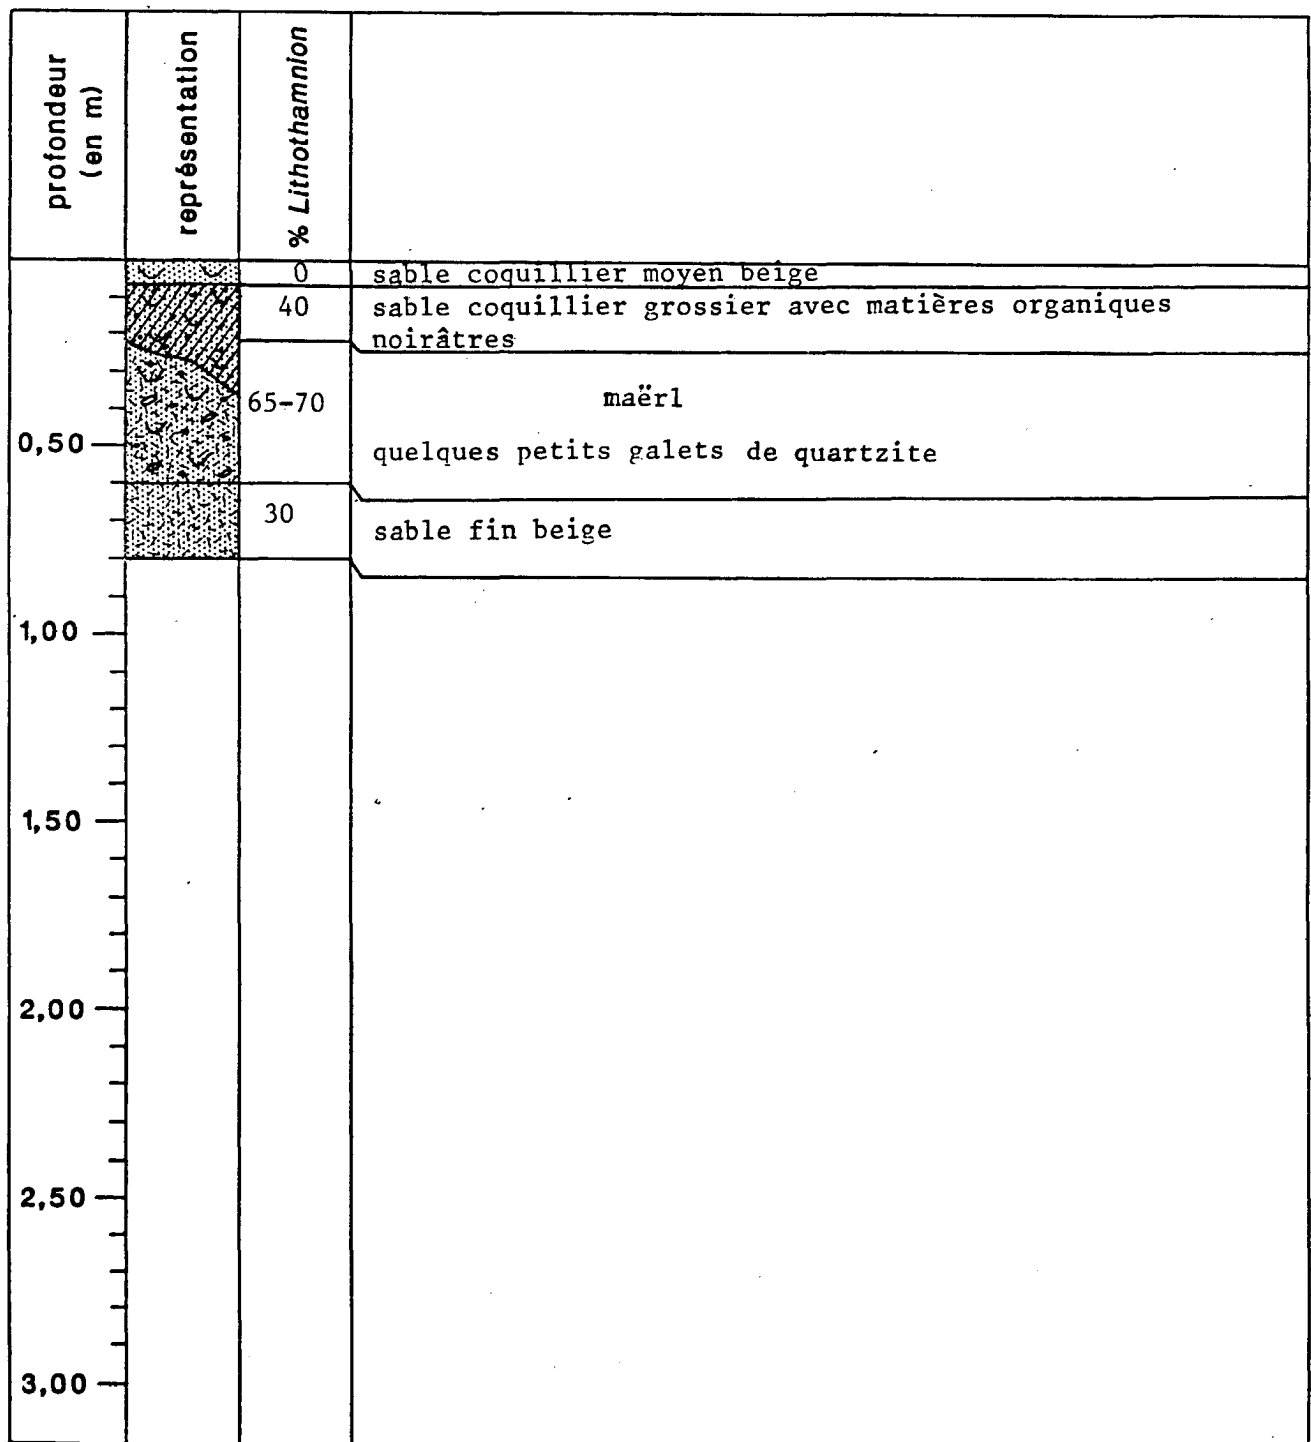 profondeur
(en m)
représentation
% Lithothamnion
0 sable coquillier moyen beige
40 sable coquillier grossier avec matières organiques
noirâtres
65-70 maërl
0,50 quelques petits galets de quartzite
30 sable fin beige
1,00
1,50
2,00
2,50
3,00